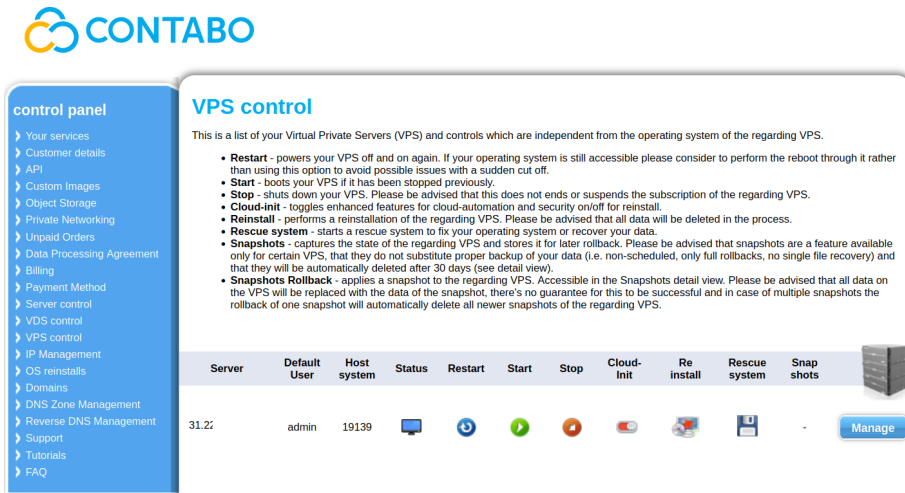 CONTABO
control panel
Your services
Customer details
API
Custom Images
Object Storage
Private Networking
Unpaid Orders
Data Processing Agreement
Billing
Payment Method
Server control
VDS control
VPS control
IP Management
OS reinstalls
Domains
DNS Zone Management
Reverse DNS Management
Support
Tutorials
FAQ
VPS control
This is a list of your Virtual Private Servers (VPS) and controls which are independent from the operating system of the regarding VPS.
Restart - powers your VPS off and on again. If your operating system is still accessible please consider to perform the reboot through it rather
than using this option to avoid possible issues with a sudden cut off.
Start - boots your VPS if it has been stopped previously.
Stop - shuts down your VPS. Please be advised that this does not ends or suspends the subscription of the regarding VPS.
Cloud-init - toggles enhanced features for cloud-automation and security on/off for reinstall.
Reinstall - performs a reinstallation of the regarding VPS. Please be advised that all data will be deleted in the process.
Rescue system - starts a rescue system to fix your operating system or recover your data.
Snapshots - captures the state of the regarding VPS and stores it for later rollback. Please be advised that snapshots are a feature available
only for certain VPS, that they do not substitute proper backup of your data (i.e. non-scheduled, only full rollbacks, no single file recovery) and
that they will be automatically deleted after 30 days (see detail view).
Snapshots Rollback - applies a snapshot to the regarding VPS. Accessible in the Snapshots detail view. Please be advised that all data on
the VPS will be replaced with the data of the snapshot, there's no guarantee for this to be successful and in case of multiple snapshots the
rollback of one snapshot will automatically delete all newer snapshots of the regarding VPS.
Server Default User Host system Status Restart Start Stop Cloud-Init Re install Rescue system Snap shots
31.22 admin 19139 - Manage